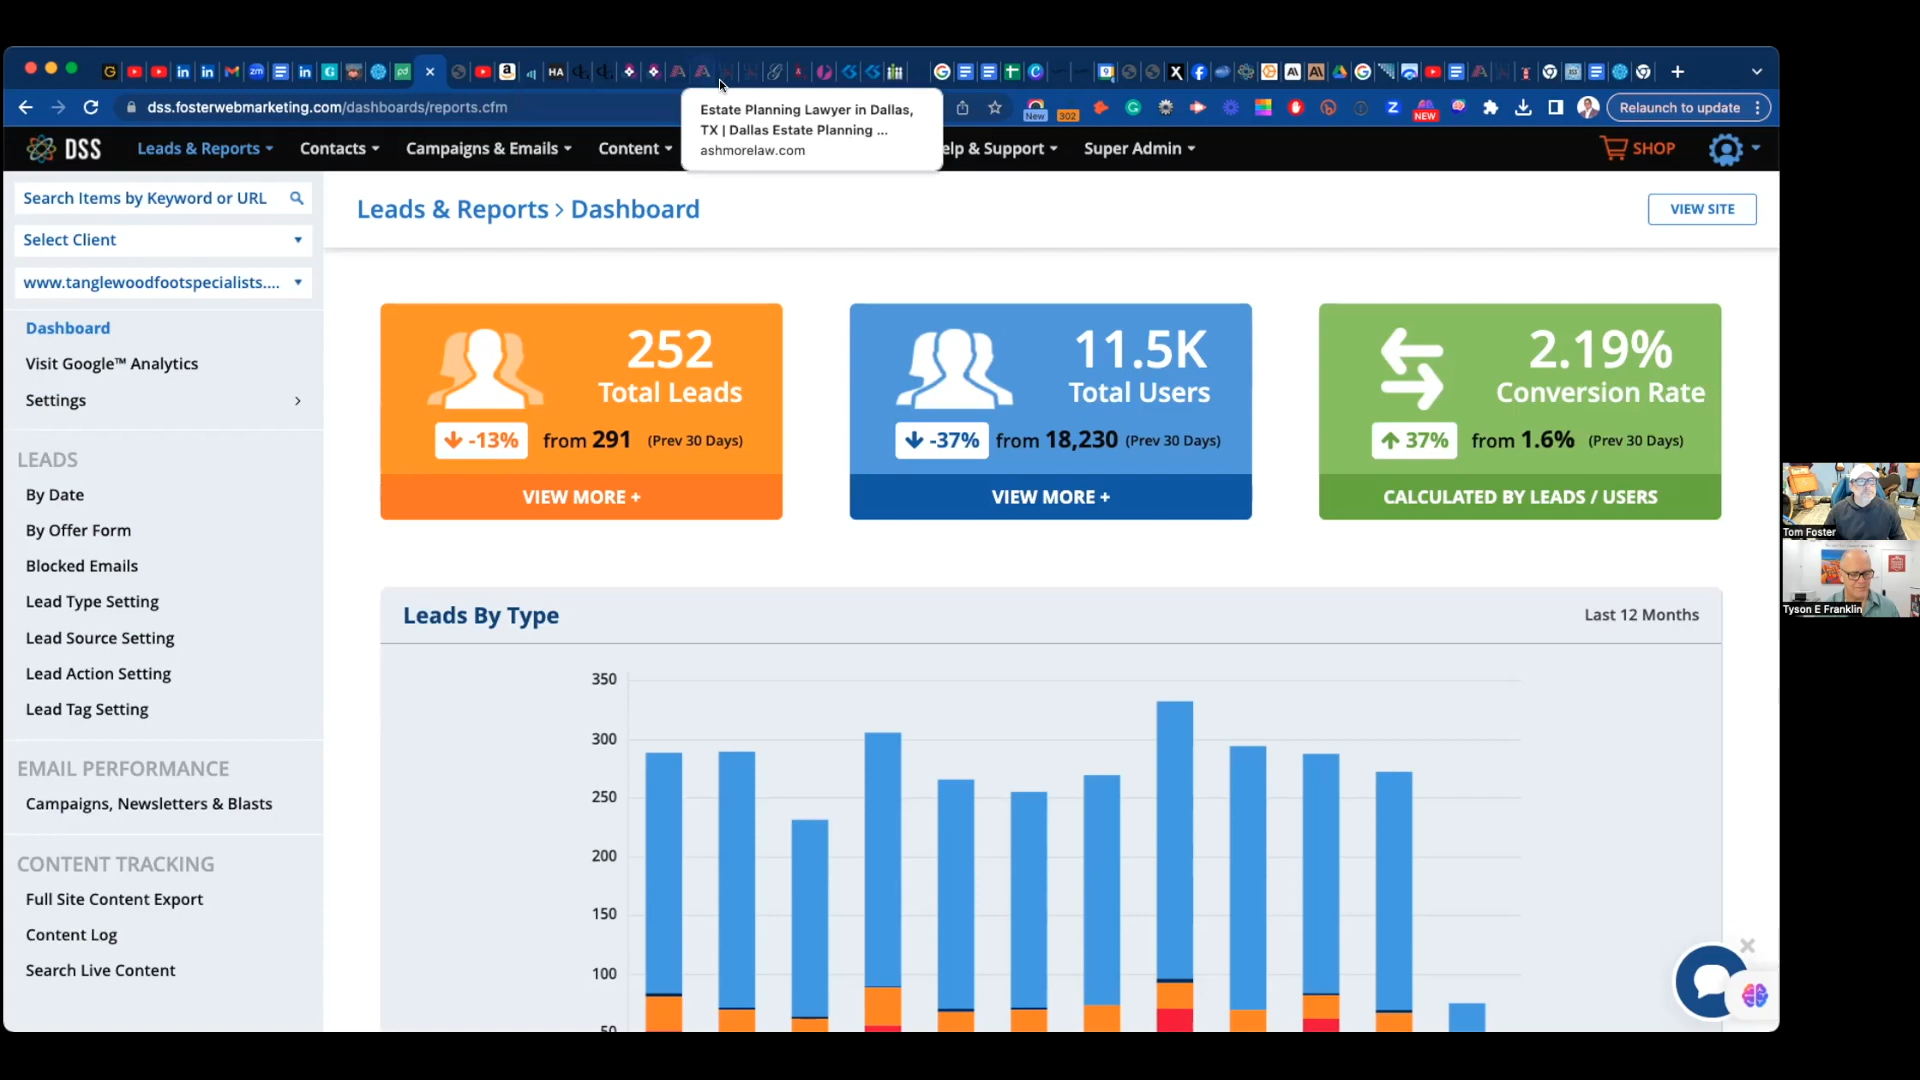 Estate Planning Lawyer in Dallas,
TX | Dallas Estate Planning ...
ashmorelaw.com
dss.fosterwebmarketing.com/dashboards/reports.cfm
New
302
NEW
Relaunch to update
DSS
Leads & Reports
Contacts
Campaigns & Emails
Content
elp & Support
Super Admin
SHOP
Search Items by Keyword or URL
Select Client
www.tanglewoodfootspecialists....
Dashboard
Visit Google™ Analytics
Settings
LEADS
By Date
By Offer Form
Blocked Emails
Lead Type Setting
Lead Source Setting
Lead Action Setting
Lead Tag Setting
EMAIL PERFORMANCE
Campaigns, Newsletters & Blasts
CONTENT TRACKING
Full Site Content Export
Content Log
Search Live Content
Leads & Reports > Dashboard
VIEW SITE
252
Total Leads
-13% from 291 (Prev 30 Days)
VIEW MORE +
11.5K
Total Users
-37% from 18,230 (Prev 30 Days)
VIEW MORE +
2.19%
Conversion Rate
37% from 1.6% (Prev 30 Days)
CALCULATED BY LEADS / USERS
Leads By Type
Last 12 Months
350
300
250
200
150
100
50
Tom Foster
Tyson E Franklin